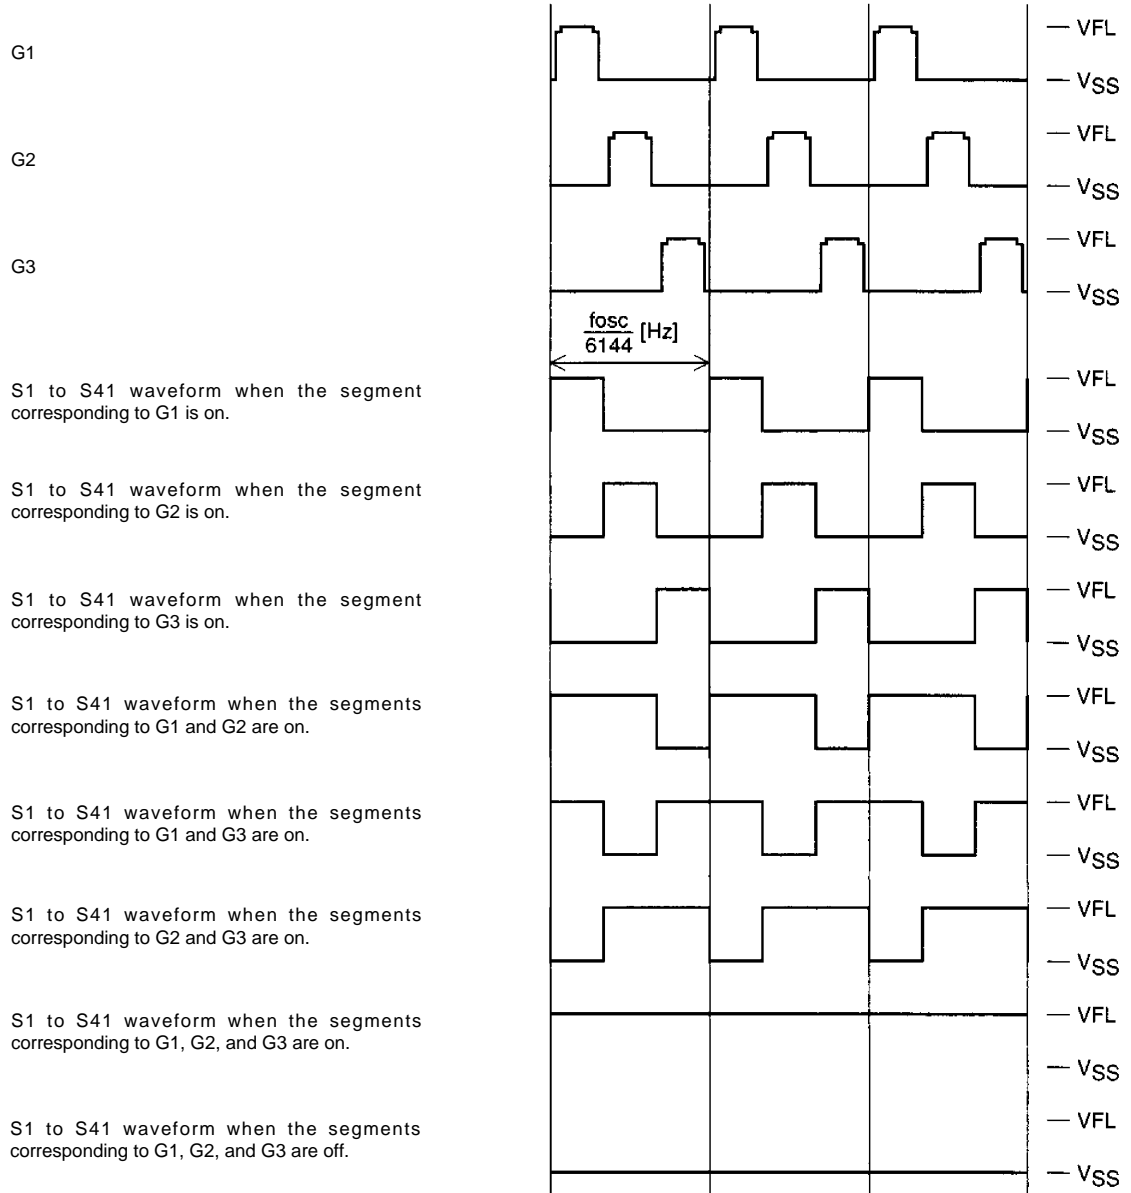 G1
VFL
VSS
G2
VFL
VSS
G3
VFL
VSS
fosc
6144 [Hz]
S1 to S41 waveform when the segment
corresponding to G1 is on.
VFL
VSS
S1 to S41 waveform when the segment
corresponding to G2 is on.
VFL
VSS
S1 to S41 waveform when the segment
corresponding to G3 is on.
VFL
VSS
S1 to S41 waveform when the segments
corresponding to G1 and G2 are on.
VFL
VSS
S1 to S41 waveform when the segments
corresponding to G1 and G3 are on.
VFL
VSS
S1 to S41 waveform when the segments
corresponding to G2 and G3 are on.
VFL
VSS
S1 to S41 waveform when the segments
corresponding to G1, G2, and G3 are on.
VFL
VSS
S1 to S41 waveform when the segments
corresponding to G1, G2, and G3 are off.
VFL
VSS